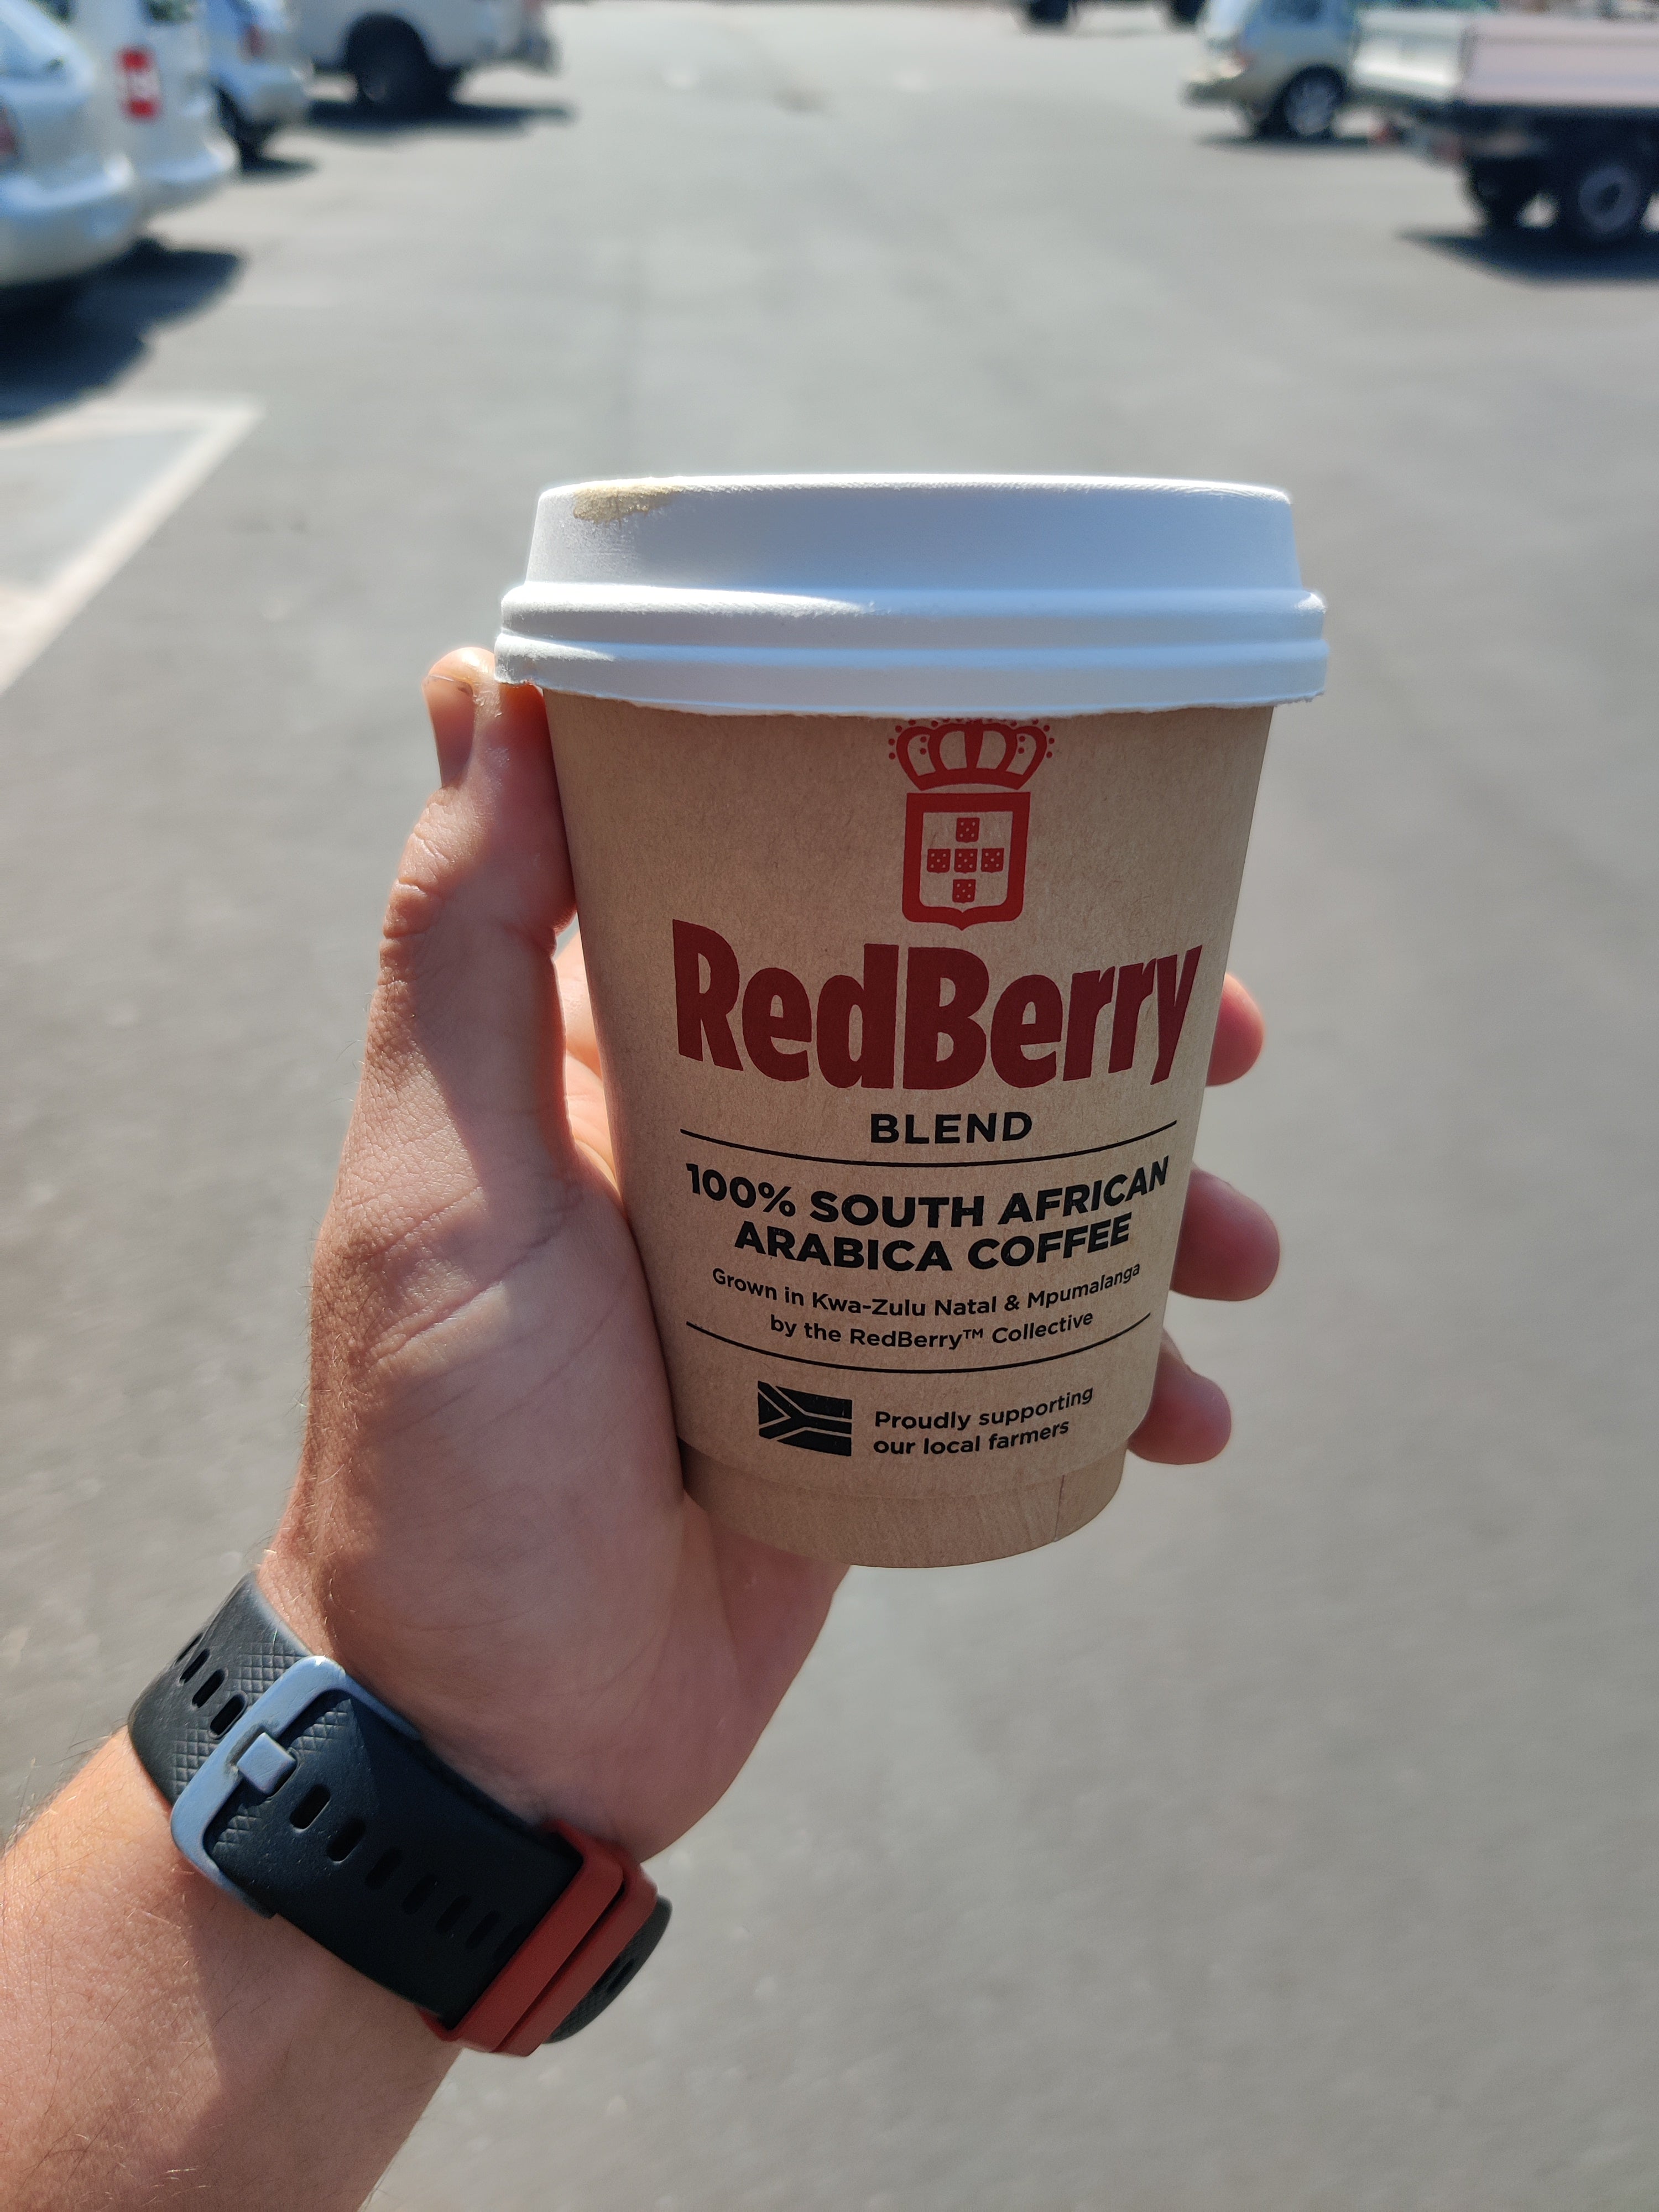 RedBerry
BLEND
100% SOUTH AFRICAN
ARABICA COFFEE
Grown in Kwa-Zulu Natal & Mpumalanga
by the RedBerry™ Collective
Proudly supporting
our local farmers